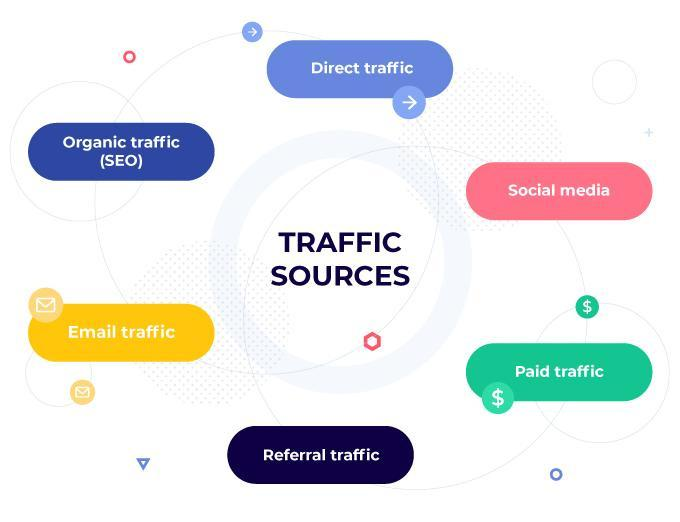 Direct traffic
Organic traffic
(SEO)
Social media
TRAFFIC
SOURCES
Email traffic
$
Paid traffic
$
Referral traffic